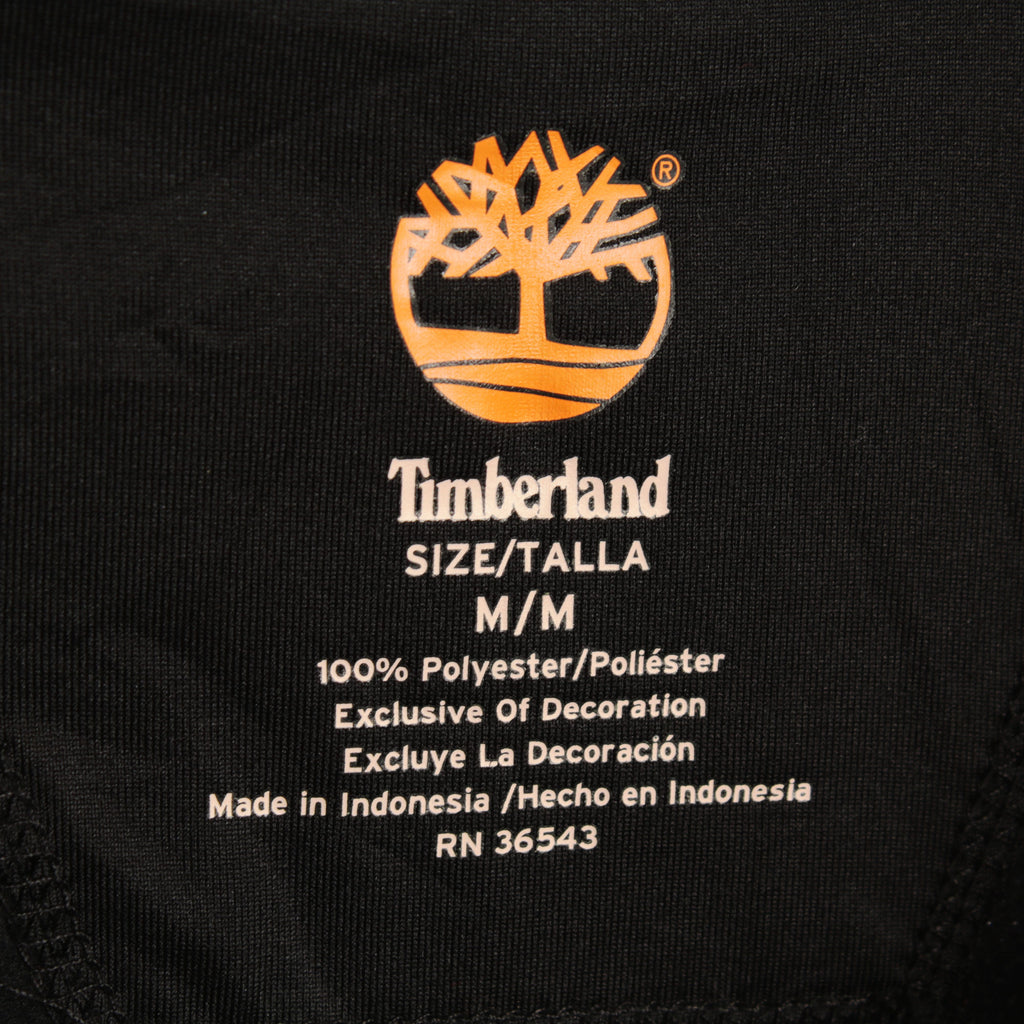 ®
Timberland
SIZE/TALLA
M/M
100% Polyester/Poliéster
Exclusive Of Decoration
Excluye La Decoración
Made in Indonesia /Hecho en Indonesia
RN 36543